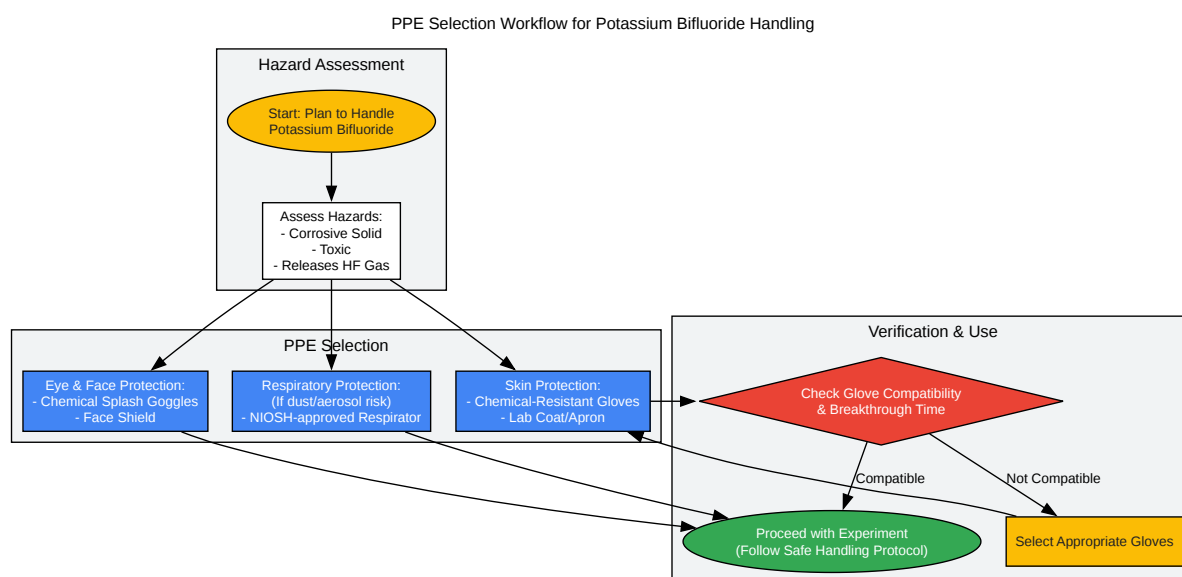 PPE Selection Workflow for Potassium Bifluoride Handling
Hazard Assessment
Start: Plan to Handle
Potassium Bifluoride
Assess Hazards:
- Corrosive Solid
- Toxic
- Releases HF Gas
PPE Selection
Eye & Face Protection:
- Chemical Splash Goggles
- Face Shield
Respiratory Protection:
(If dust/aerosol risk)
- NIOSH-approved Respirator
Skin Protection:
- Chemical-Resistant Gloves
- Lab Coat/Apron
Verification & Use
Check Glove Compatibility
& Breakthrough Time
Compatible
Not Compatible
Proceed with Experiment
(Follow Safe Handling Protocol)
Select Appropriate Gloves